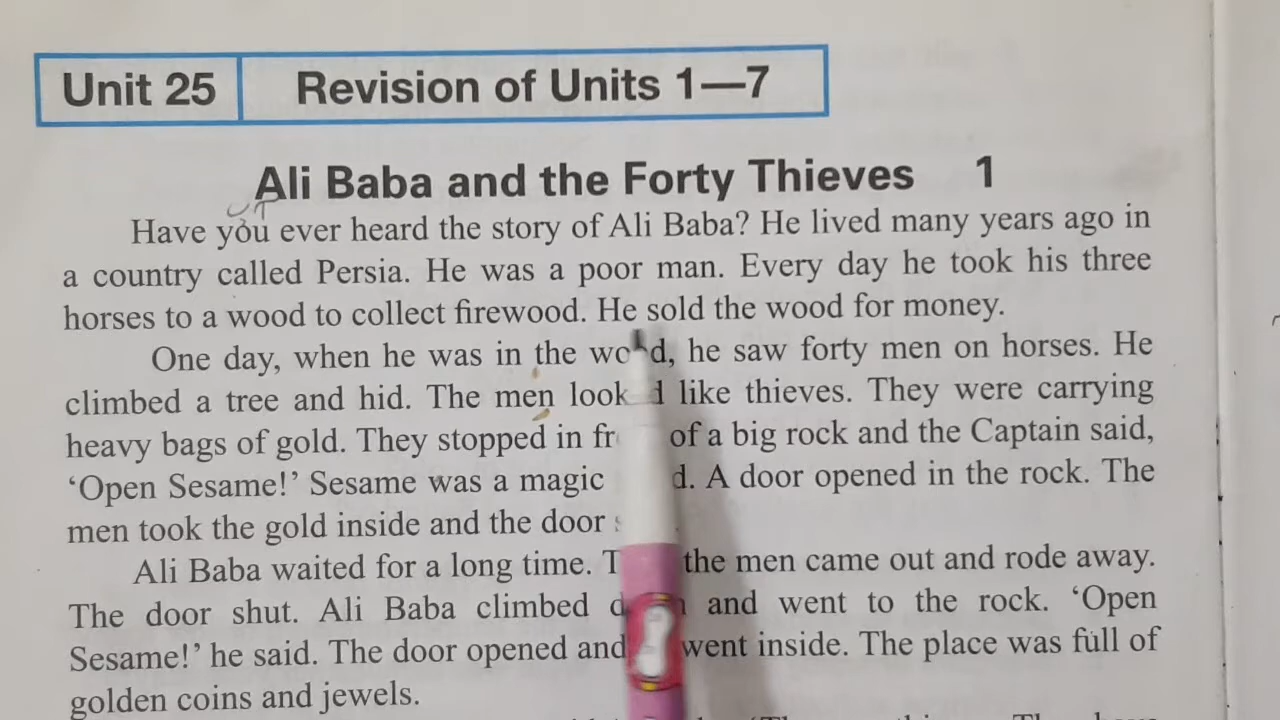 Unit 25 Revision of Units 1—7
Ali Baba and the Forty Thieves 1
Have you ever heard the story of Ali Baba? He lived many years ago in
a country called Persia. He was a poor man. Every day he took his three
horses to a wood to collect firewood. He sold the wood for money.
One day, when he was in the wood, he saw forty men on horses. He
climbed a tree and hid. The men looked like thieves. They were carrying
heavy bags of gold. They stopped in of a big rock and the Captain said,
‘Open Sesame!’ Sesame was a magic A door opened in the rock. The
men took the gold inside and the door
Ali Baba waited for a long time. the men came out and rode away.
The door shut. Ali Baba climbed and went to the rock. ‘Open
Sesame!’ he said. The door opened and went inside. The place was full of
golden coins and jewels.